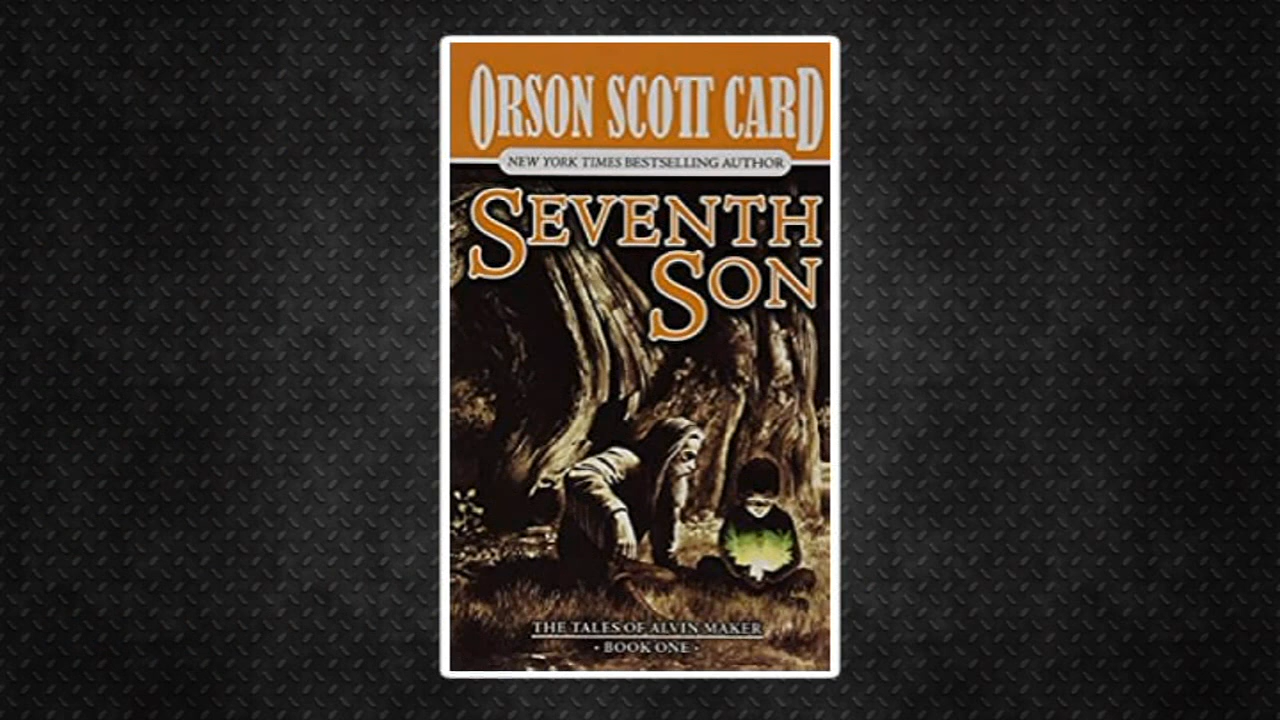 ORSON SCOTT CARD
NEW YORK TIMES BESTSELLING AUTHOR
SEVENTH
SON
THE TALES OF ALVIN MAKER
• BOOK ONE •